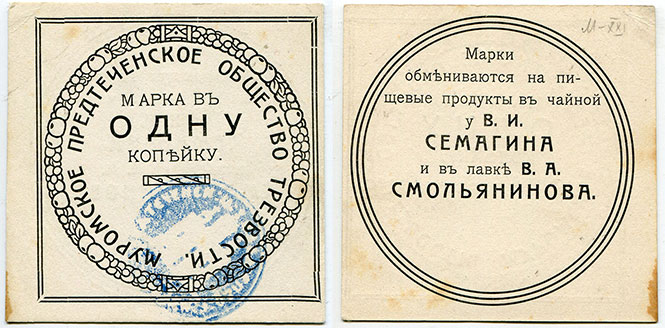 МУРОМСКОЕ ПРЕДТЕЧЕНСКОЕ ОБЩЕСТВО ТРЕЗВОСТИ.
МАРКА ВЪ
ОДНУ
КОПѢЙКУ.
Марки
обмѣниваются на пи-
щевые продукты въ чайной
у В. И.
СЕМАГИНА
и въ лавкѣ В. А.
СМОЛЬЯНИНОВА.